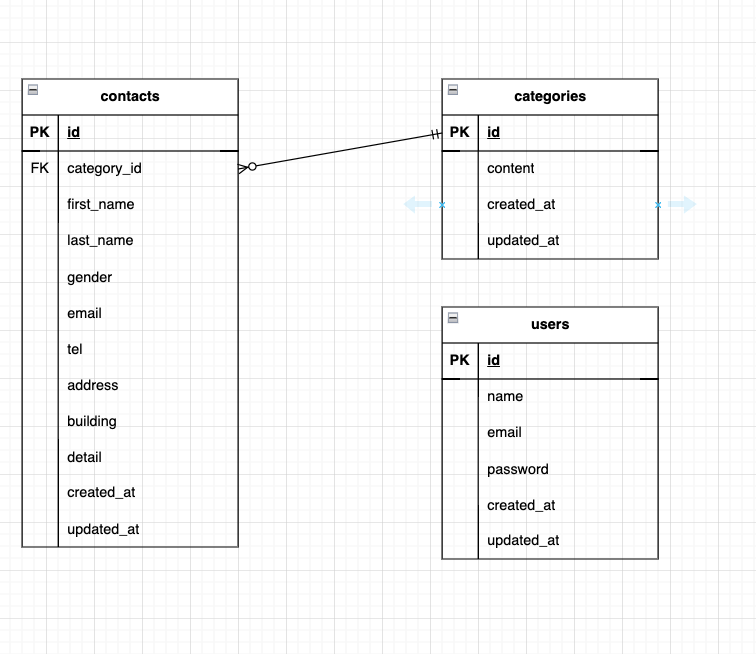 contacts
PK id
FK category_id
first_name
last_name
gender
email
tel
address
building
detail
created_at
updated_at
categories
PK id
content
created_at
updated_at
users
PK id
name
email
password
created_at
updated_at